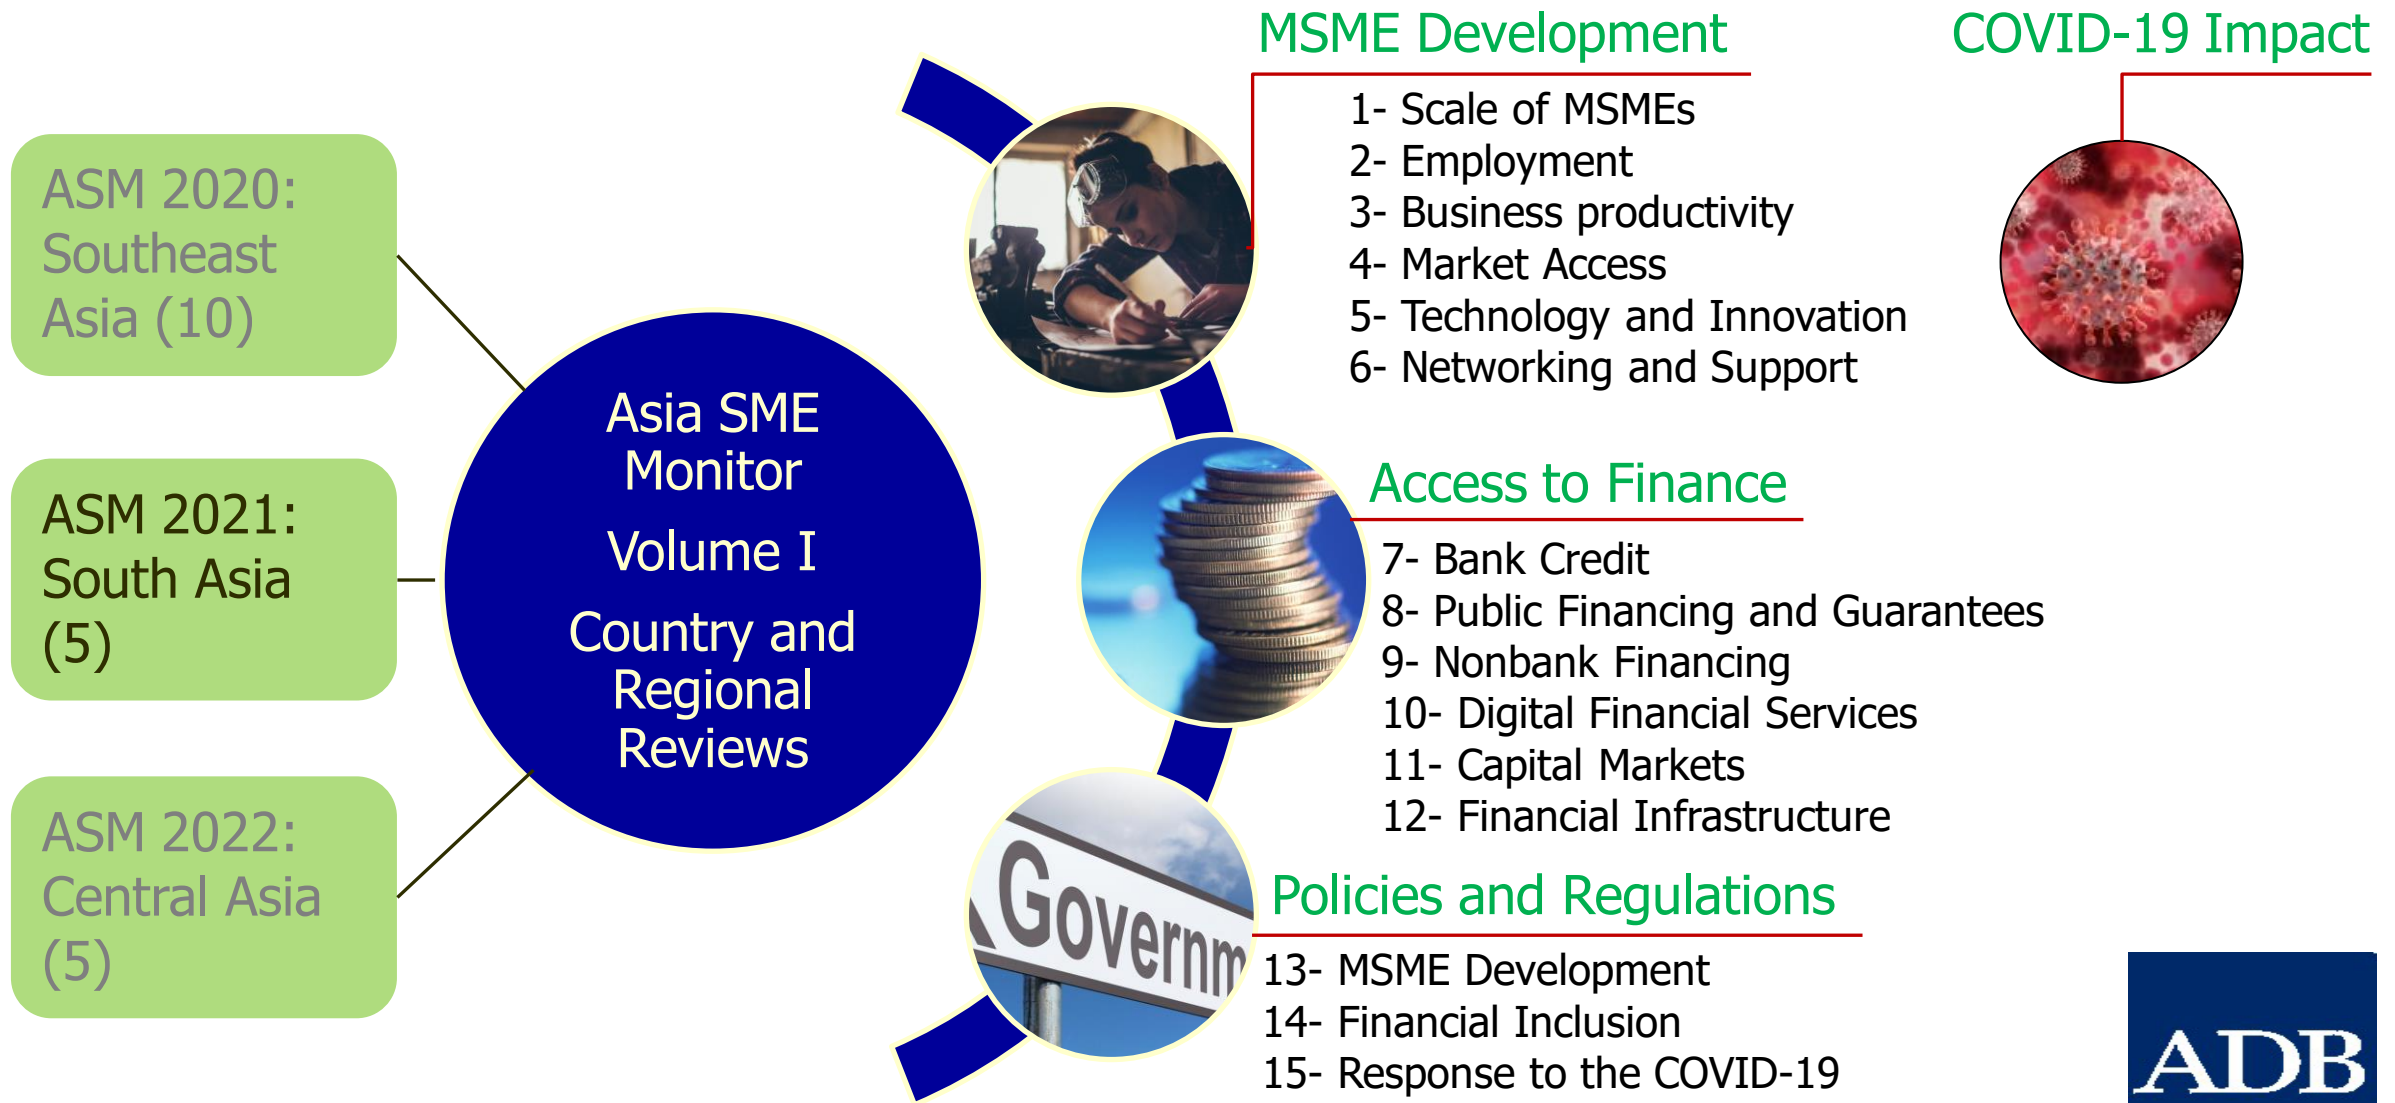 ASM 2020:
Southeast
Asia (10)
ASM 2021:
South Asia
(5)
ASM 2022:
Central Asia
(5)
Asia SME
Monitor
Volume I
Country and
Regional
Reviews
MSME Development
1- Scale of MSMEs
2- Employment
3- Business productivity
4- Market Access
5- Technology and Innovation
6- Networking and Support
COVID-19 Impact
Access to Finance
7- Bank Credit
8- Public Financing and Guarantees
9- Nonbank Financing
10- Digital Financial Services
11- Capital Markets
12- Financial Infrastructure
Governm
Policies and Regulations
13- MSME Development
14- Financial Inclusion
15- Response to the COVID-19
ADB